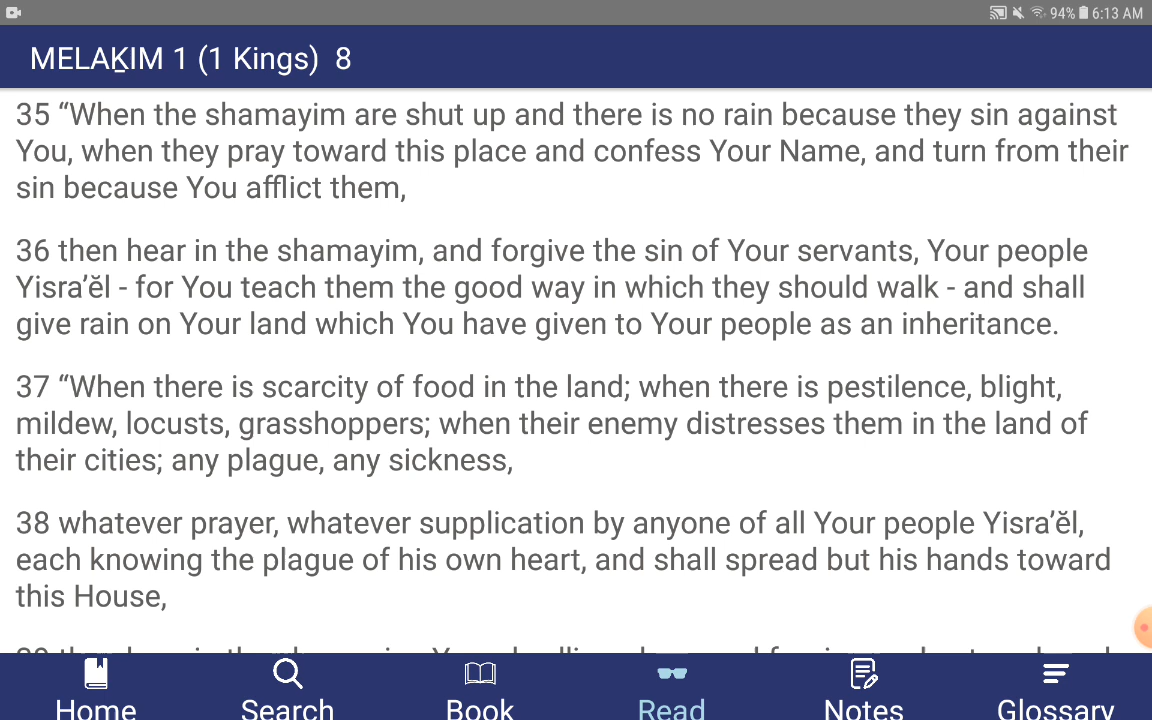 94% 6:13 AM
MELAḴIM 1 (1 Kings) 8
35 “When the shamayim are shut up and there is no rain because they sin against
You, when they pray toward this place and confess Your Name, and turn from their
sin because You afflict them,
36 then hear in the shamayim, and forgive the sin of Your servants, Your people
Yisra’ĕl - for You teach them the good way in which they should walk - and shall
give rain on Your land which You have given to Your people as an inheritance.
37 “When there is scarcity of food in the land; when there is pestilence, blight,
mildew, locusts, grasshoppers; when their enemy distresses them in the land of
their cities; any plague, any sickness,
38 whatever prayer, whatever supplication by anyone of all Your people Yisra’ĕl,
each knowing the plague of his own heart, and shall spread but his hands toward
this House,
Home Search Book Read Notes Glossary